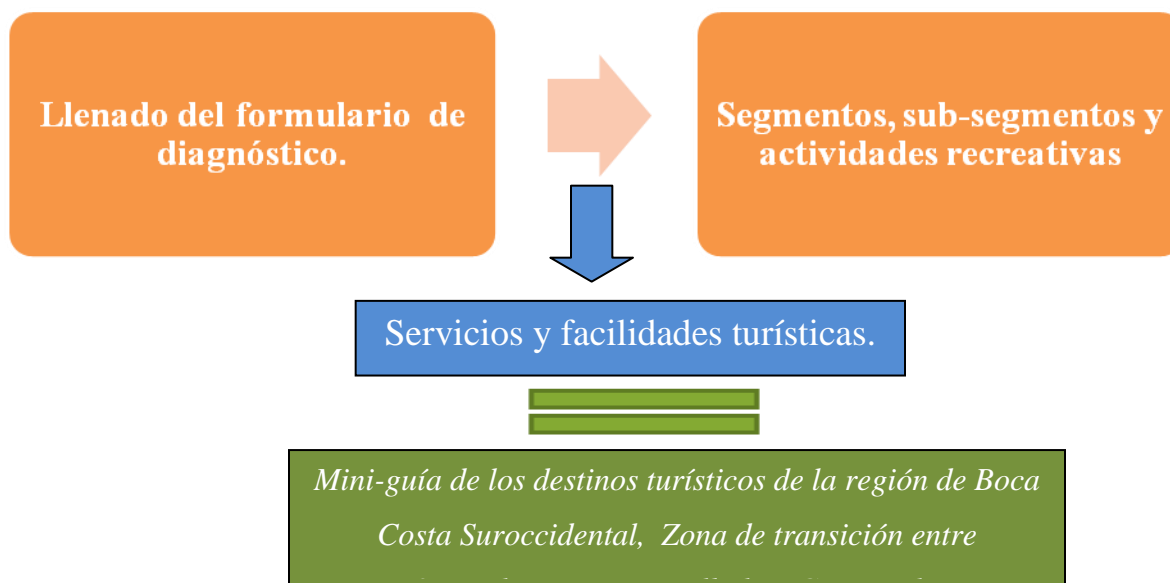 Llenado del formulario de
diagnóstico.
Segmentos, sub-segmentos y
actividades recreativas
Servicios y facilidades turísticas.
Mini-guía de los destinos turísticos de la región de Boca
Costa Suroccidental, Zona de transición entre